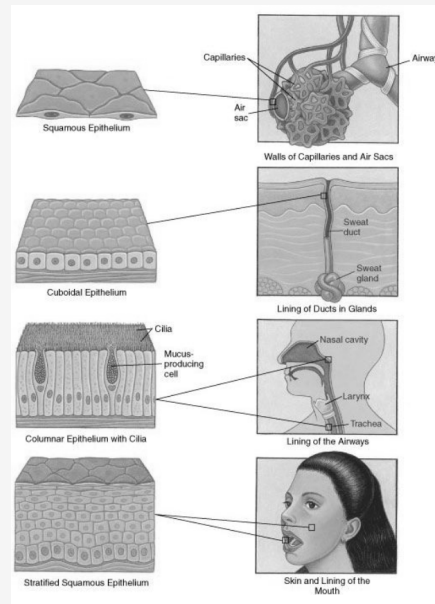 Capillaries
Airway
Air
sac
Squamous Epithelium
Walls of Capillaries and Air Sacs
Sweat
duct
Sweat
gland
Cuboidal Epithelium
Lining of Ducts in Glands
Cilia
Mucus-
producing
cell
Nasal cavity
Larynx
Trachea
Columnar Epithelium with Cilia
Lining of the Airways
Stratified Squamous Epithelium
Skin and Lining of the
Mouth